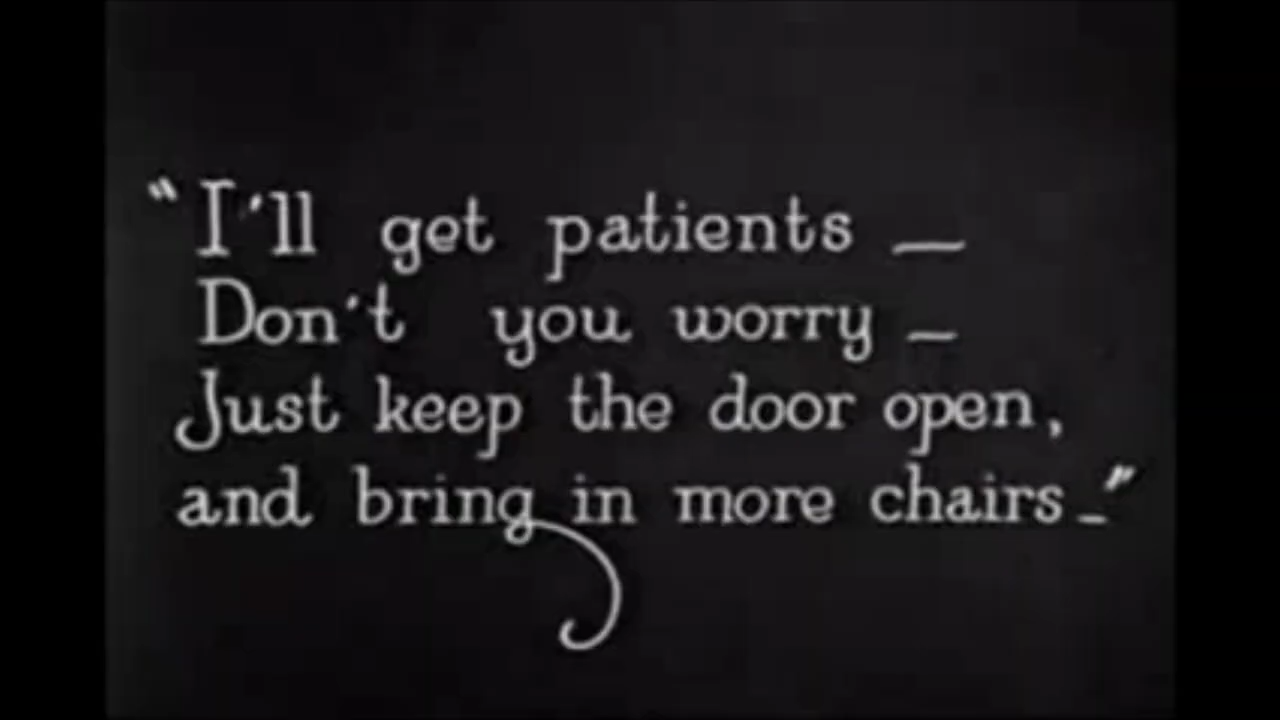 "I'll get patients —
Don't you worry —
Just keep the door open,
and bring in more chairs—"